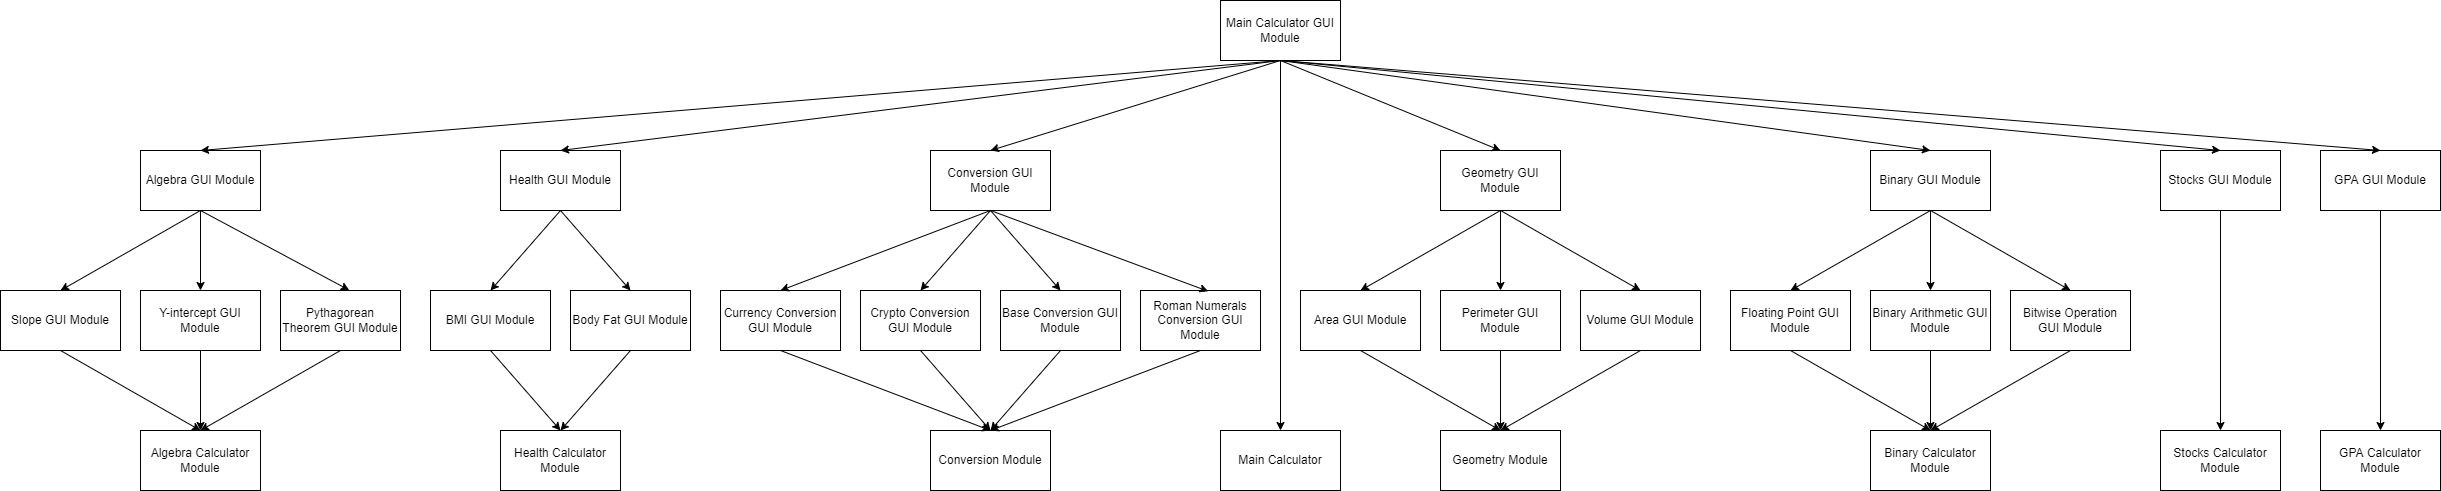 Main Calculator GUI
Module
Algebra GUI Module
Health GUI Module
Conversion GUI
Module
Geometry GUI
Module
Binary GUI Module
Stocks GUI Module
GPA GUI Module
Slope GUI Module
Y-intercept GUI
Module
Pythagorean
Theorem GUI Module
BMI GUI Module
Body Fat GUI Module
Currency Conversion
GUI Module
Crypto Conversion
GUI Module
Base Conversion GUI
Module
Roman Numerals
Conversion GUI
Module
Area GUI Module
Perimeter GUI
Module
Volume GUI Module
Floating Point GUI
Module
Binary Arithmetic GUI
Module
Bitwise Operation
GUI Module
Algebra Calculator
Module
Health Calculator
Module
Conversion Module
Main Calculator
Geometry Module
Binary Calculator
Module
Stocks Calculator
Module
GPA Calculator
Module